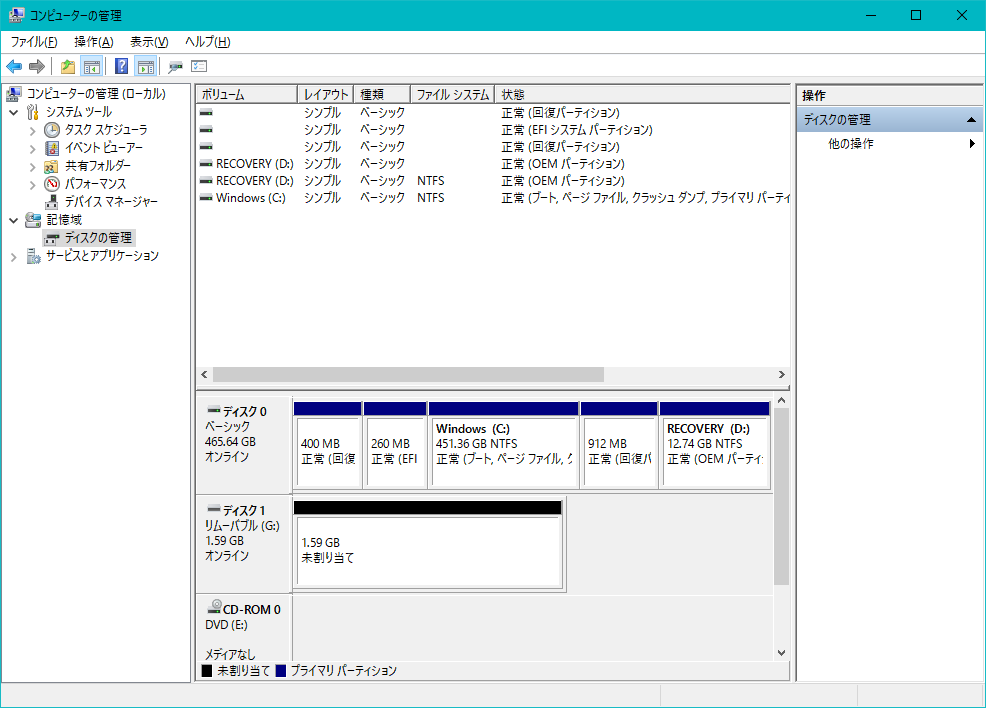 コンピューターの管理
ファイル(F) 操作(A) 表示(V) ヘルプ(H)
コンピューターの管理 (ローカル)
システム ツール
タスク スケジューラ
イベント ビューアー
共有フォルダー
パフォーマンス
デバイス マネージャー
記憶域
ディスクの管理
サービスとアプリケーション
ボリューム レイアウト 種類 ファイル システム 状態
シンプル ベーシック 正常 (回復パーティション)
シンプル ベーシック 正常 (EFI システム パーティション)
シンプル ベーシック 正常 (回復パーティション)
RECOVERY (D:) シンプル ベーシック 正常 (OEM パーティション)
RECOVERY (D:) シンプル ベーシック NTFS 正常 (OEM パーティション)
Windows (C:) シンプル ベーシック NTFS 正常 (ブート, ページ ファイル, クラッシュ ダンプ, プライマリ パーティ
ディスク 0
ベーシック
465.64 GB
オンライン
400 MB
正常 (回復
260 MB
正常 (EFI
Windows (C:)
451.36 GB NTFS
正常 (ブート, ページ ファイル, ク
912 MB
正常 (回復パ
RECOVERY (D:)
12.74 GB NTFS
正常 (OEM パーティ
ディスク 1
リムーバブル (G:)
1.59 GB
オンライン
1.59 GB
未割り当て
CD-ROM 0
DVD (E:)
メディアなし
未割り当て プライマリ パーティション
操作
ディスクの管理
他の操作